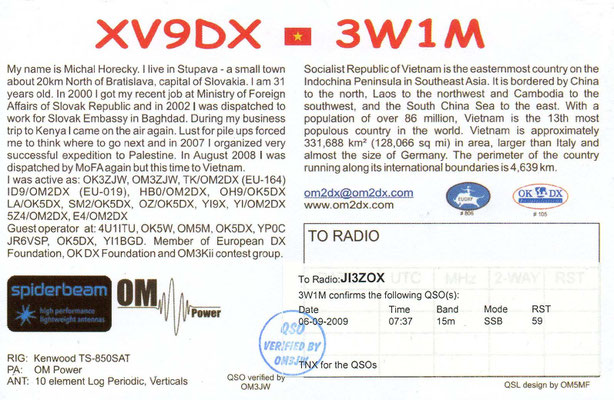 XV9DX 3W1M
My name is Michal Horecky. I live in Stupava - a small town
about 20km North of Bratislava, capital of Slovakia. I am 31
years old. In 2000 I got my recent job at Ministry of Foreign
Affairs of Slovak Republic and in 2002 I was dispatched to
work for Slovak Embassy in Baghdad. During my business
trip to Kenya I came on the air again. Lust for pile ups forced
me to think where to go next and in 2007 I organized very
successful expedition to Palestine. In August 2008 I was
dispatched by MoFA again but this time to Vietnam.
I was active as: OK3ZJW, OM3ZJW, TK/OM2DX (EU-164)
ID9/OM2DX (EU-019), HB0/OM2DX, OH9/OK5DX
LA/OK5DX, SM2/OK5DX, OZ/OK5DX, YI9X, YI/OM2DX
5Z4/OM2DX, E4/OM2DX
Guest operator at: 4U1ITU, OK5W, OM5M, OK5DX, YP0C
JR6VSP, OK5DX, YI1BGD. Member of European DX
Foundation, OK DX Foundation and OM3Kii contest group.
Socialist Republic of Vietnam is the easternmost country on the
Indochina Peninsula in Southeast Asia. It is bordered by China
to the north, Laos to the northwest and Cambodia to the
southwest, and the South China Sea to the east. With a
population of over 86 million, Vietnam is the 13th most
populous country in the world. Vietnam is approximately
331,688 km² (128,066 sq mi) in area, larger than Italy and
almost the size of Germany. The perimeter of the country
running along its international boundaries is 4,639 km.
om2dx@om2dx.com
www.om2dx.com
EUDXF
# 806
OK DX
# 105
TO RADIO
UTC MHz 2-WAY RST
To Radio: JI3ZOX
3W1M confirms the following QSO(s):
Date Time Band Mode RST
06-09-2009 07:37 15m SSB 59
TNX for the QSOs
spiderbeam
high performance
lightweight antennas
OM
Power
QSO
VERIFIED BY
OM3JW
RIG: Kenwood TS-850SAT
PA: OM Power
ANT: 10 element Log Periodic, Verticals
QSO verified by
OM3JW
QSL design by OM5MF